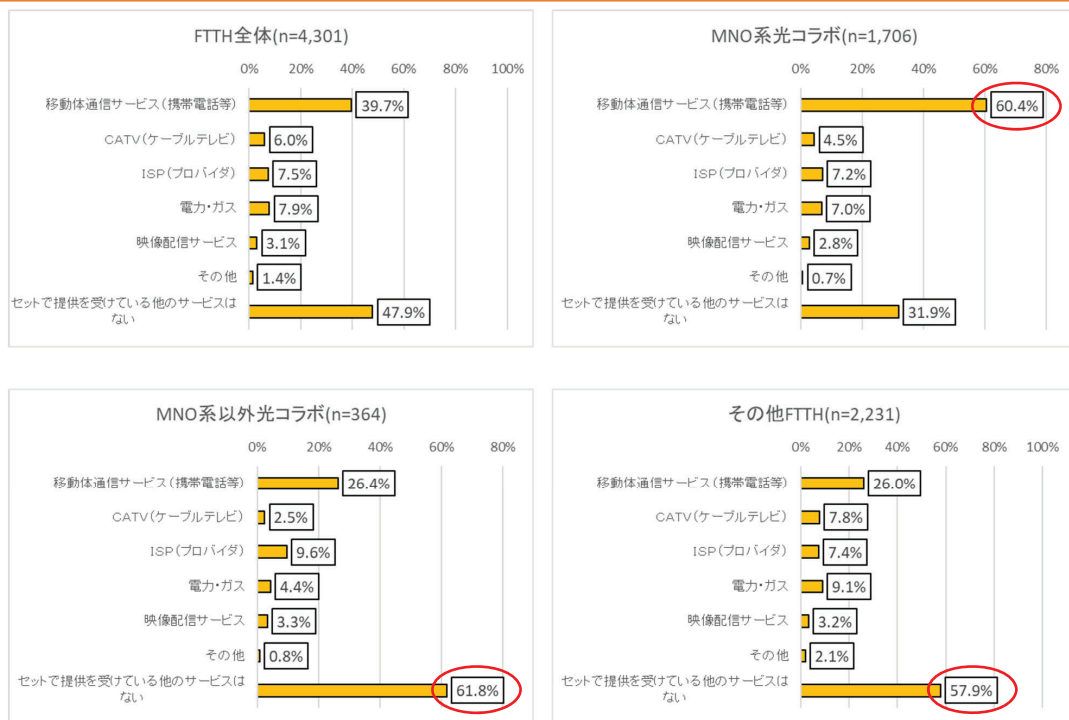 FTTH全体(n=4,301)
0% 20% 40% 60% 80% 100%
移動体通信サービス(携帯電話等) 39.7%
CATV(ケーブルテレビ) 6.0%
ISP(プロバイダ) 7.5%
電力・ガス 7.9%
映像配信サービス 3.1%
その他 1.4%
セットで提供を受けている他のサービスは
ない 47.9%
MNO系光コラボ(n=1,706)
0% 20% 40% 60% 80%
移動体通信サービス(携帯電話等) 60.4%
CATV(ケーブルテレビ) 4.5%
ISP(プロバイダ) 7.2%
電力・ガス 7.0%
映像配信サービス 2.8%
その他 0.7%
セットで提供を受けている他のサービスは
ない 31.9%
MNO系以外光コラボ(n=364)
0% 20% 40% 60% 80%
移動体通信サービス(携帯電話等) 26.4%
CATV(ケーブルテレビ) 2.5%
ISP(プロバイダ) 9.6%
電力・ガス 4.4%
映像配信サービス 3.3%
その他 0.8%
セットで提供を受けている他のサービスは
ない 61.8%
その他FTTH(n=2,231)
0% 20% 40% 60% 80% 100%
移動体通信サービス(携帯電話等) 26.0%
CATV(ケーブルテレビ) 7.8%
ISP(プロバイダ) 7.4%
電力・ガス 9.1%
映像配信サービス 3.2%
その他 2.1%
セットで提供を受けている他のサービスは
ない 57.9%